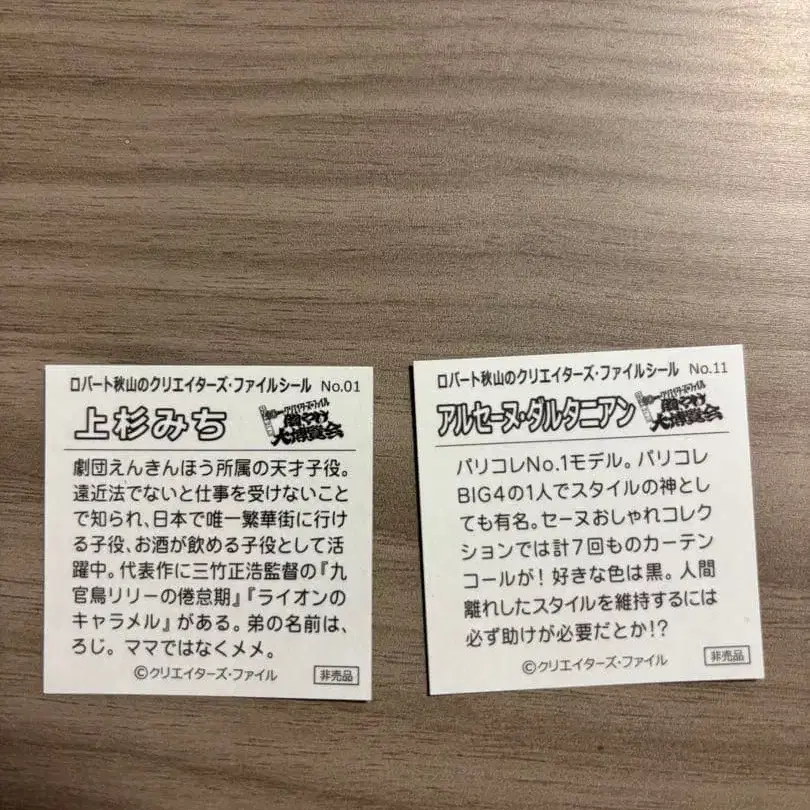 ロバート秋山のクリエイターズ・ファイルシール No.01
上杉みち
大博覧会
劇団えんきんほう所属の天才子役。
遠近法でないと仕事を受けないこと
で知られ、日本で唯一繁華街に行け
る子役、お酒が飲める子役として活
躍中。代表作に三竹正浩監督の『九
官鳥リリーの倦怠期』『ライオンの
キャラメル』がある。弟の名前は、
ろじ。ママではなくメメ。
©クリエイターズ・ファイル 非売品
ロバート秋山のクリエイターズ・ファイルシール No.11
アルセーヌ・ダルタニアン
大博覧会
パリコレNo.1モデル。パリコレ
BIG4の1人でスタイルの神とし
ても有名。セーヌおしゃれコレク
ションでは計7回ものカーテン
コールが!好きな色は黒。人間
離れしたスタイルを維持するには
必ず助けが必要だとか!?
©クリエイターズ・ファイル 非売品